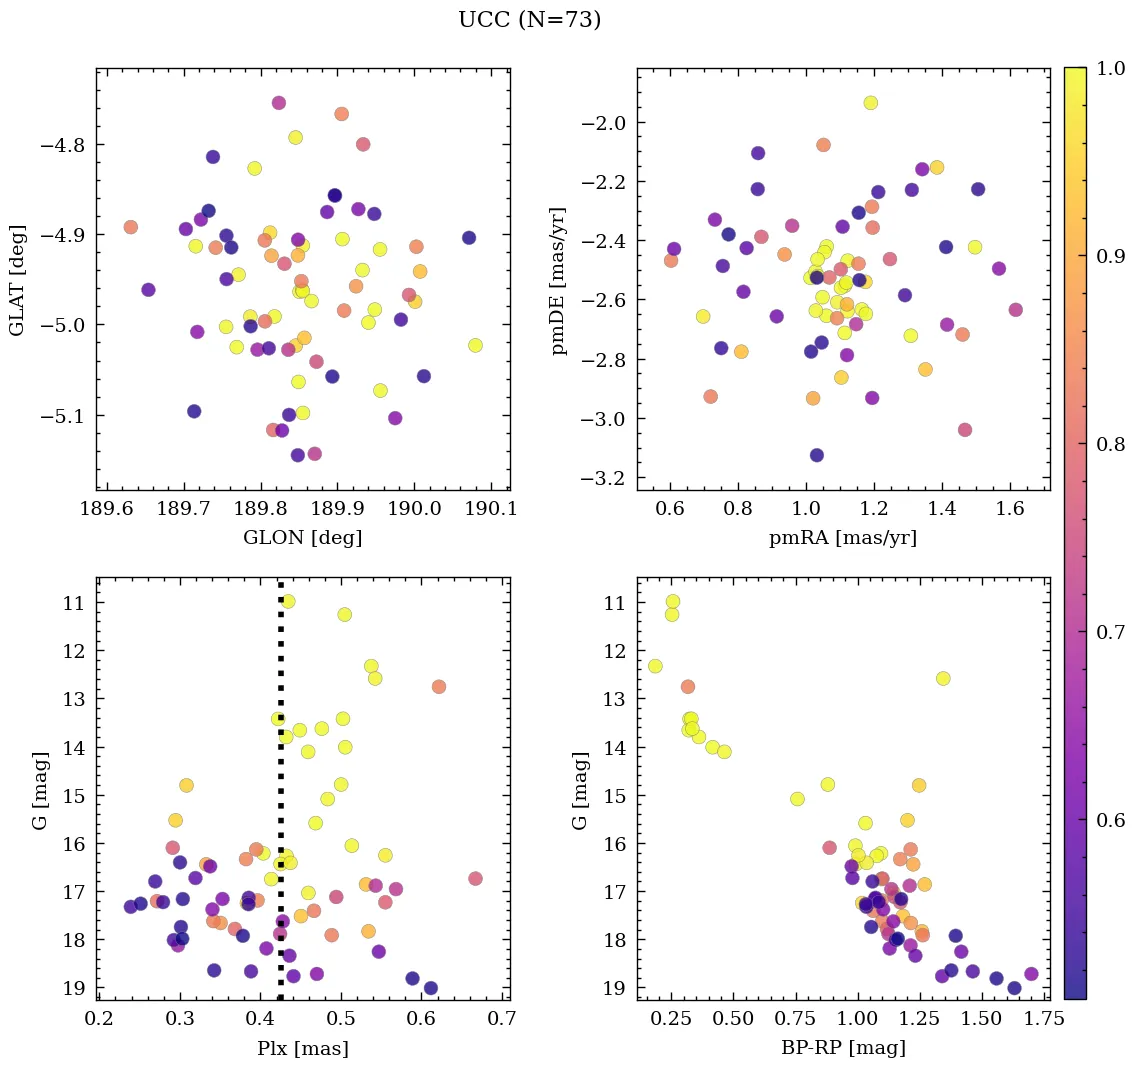 UCC (N=73)
−4.8
−4.9
−5.0
−5.1
GLAT [deg]
189.6 189.7 189.8 189.9 190.0 190.1
GLON [deg]
−2.0
−2.2
−2.4
−2.6
−2.8
−3.0
−3.2
pmDE [mas/yr]
0.6 0.8 1.0 1.2 1.4 1.6
pmRA [mas/yr]
11
12
13
14
15
16
17
18
19
G [mag]
0.2 0.3 0.4 0.5 0.6 0.7
Plx [mas]
11
12
13
14
15
16
17
18
19
G [mag]
0.25 0.50 0.75 1.00 1.25 1.50 1.75
BP-RP [mag]
1.0
0.9
0.8
0.7
0.6